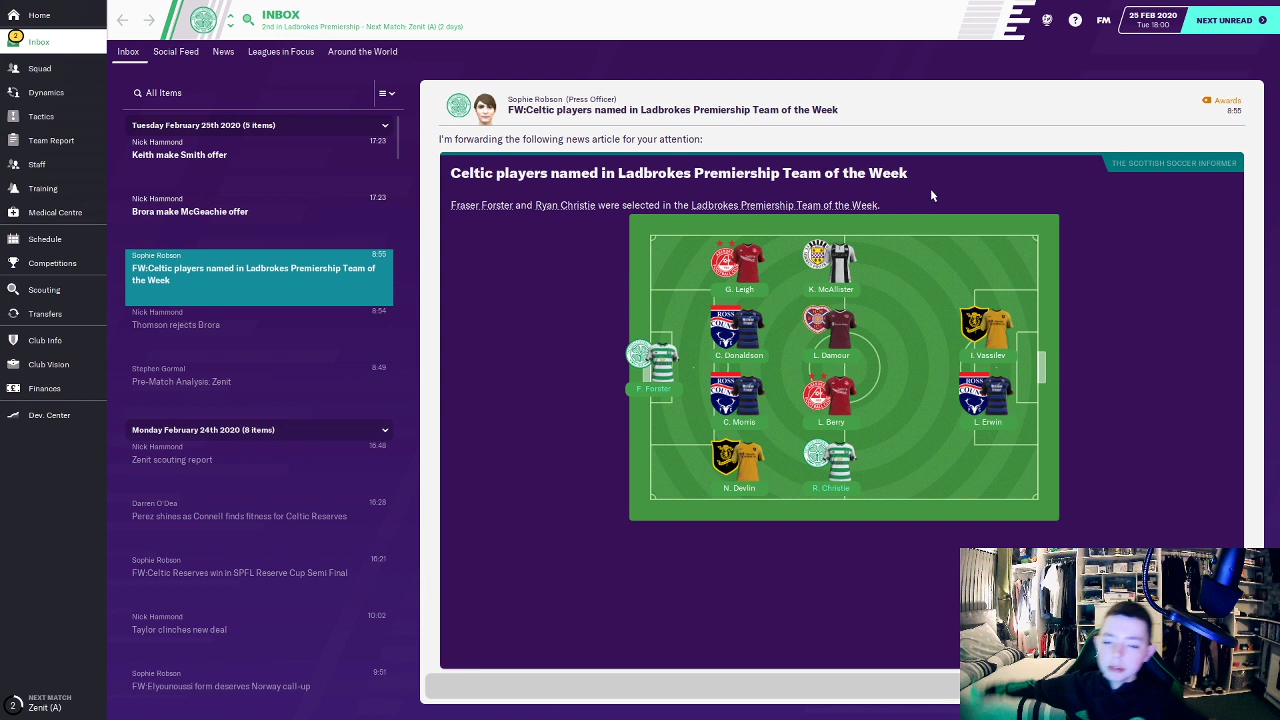 INBOX
2nd in Ladbrokes Premiership - Next Match: Zenit (A) (2 days)
FM
25 FEB 2020
Tue 18:00
NEXT UNREAD
2
Inbox
Squad
Dynamics
Tactics
Team Report
Staff
Training
Medical Centre
Schedule
Competitions
Scouting
Transfers
Club Info
Club Vision
Finances
Dev. Center
2
NEXT MATCH
Zenit (A)
Inbox
Social Feed
News
Leagues in Focus
Around the World
All Items
Tuesday February 25th 2020 (5 items)
Nick Hammond 17:23
Keith make Smith offer
Nick Hammond 17:23
Brora make McGeachie offer
Sophie Robson 8:55
FW:Celtic players named in Ladbrokes Premiership Team of
the Week
Nick Hammond 8:54
Thomson rejects Brora
Stephen Gormal 8:49
Pre-Match Analysis: Zenit
Monday February 24th 2020 (8 items)
Nick Hammond 16:48
Zenit scouting report
Darren O'Dea 16:28
Perez shines as Connell finds fitness for Celtic Reserves
Sophie Robson 16:21
FW:Celtic Reserves win in SPFL Reserve Cup Semi Final
Nick Hammond 10:02
Taylor clinches new deal
Sophie Robson 9:51
FW:Elyounoussi form deserves Norway call-up
Sophie Robson (Press Officer)
FW:Celtic players named in Ladbrokes Premiership Team of the Week
Awards
8:55
I'm forwarding the following news article for your attention:
THE SCOTTISH SOCCER INFORMER
Celtic players named in Ladbrokes Premiership Team of the Week
Fraser Forster and Ryan Christie were selected in the Ladbrokes Premiership Team of the Week.
G. Leigh
K. McAllister
ROSS
COUN
C. Donaldson
L. Damour
I. Vassilev
F. Forster
ROSS
COUN
C. Morris
L. Berry
ROSS
COUN
L. Erwin
N. Devlin
R. Christie